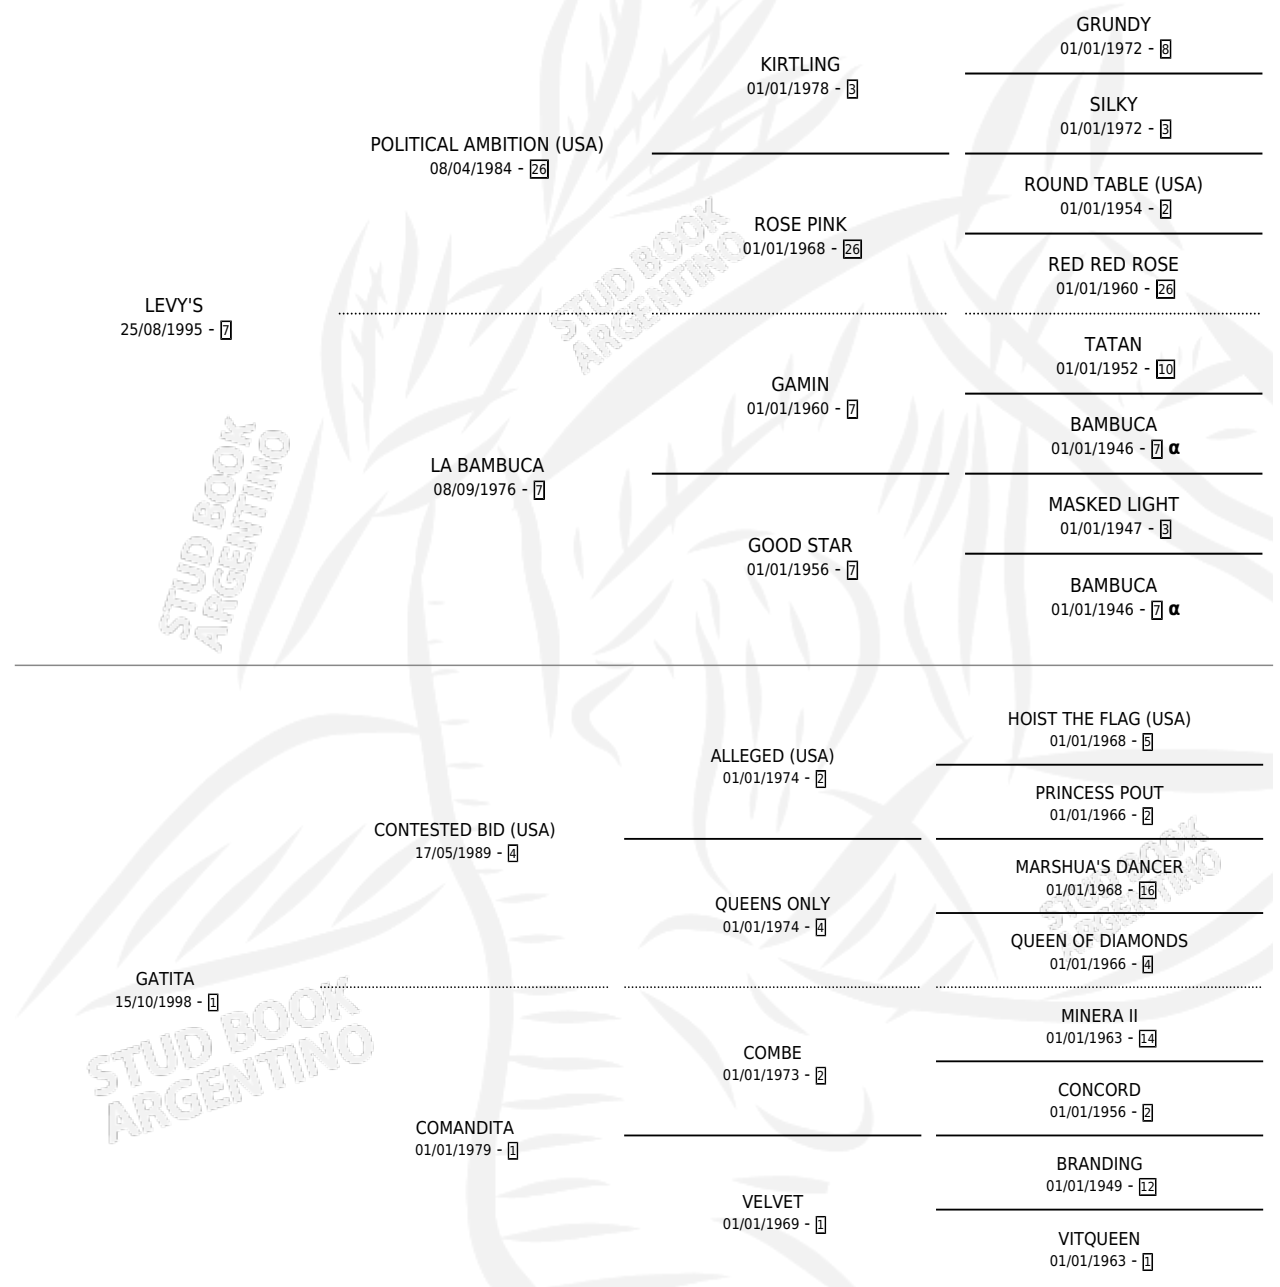 GRUNDY
01/01/1972 - 8
KIRTLING
01/01/1978 - 3
SILKY
01/01/1972 - 3
POLITICAL AMBITION (USA)
08/04/1984 - 26
ROUND TABLE (USA)
01/01/1954 - 2
ROSE PINK
01/01/1968 - 26
RED RED ROSE
01/01/1960 - 26
LEVY'S
25/08/1995 - 7
TATAN
01/01/1952 - 10
GAMIN
01/01/1960 - 7
BAMBUCA
01/01/1946 - 7 α
LA BAMBUCA
08/09/1976 - 7
MASKED LIGHT
01/01/1947 - 3
GOOD STAR
01/01/1956 - 7
BAMBUCA
01/01/1946 - 7 α
HOIST THE FLAG (USA)
01/01/1968 - 5
ALLEGED (USA)
01/01/1974 - 2
PRINCESS POUT
01/01/1966 - 2
CONTESTED BID (USA)
17/05/1989 - 4
MARSHUA'S DANCER
01/01/1968 - 16
QUEENS ONLY
01/01/1974 - 4
QUEEN OF DIAMONDS
01/01/1966 - 4
GATITA
15/10/1998 - 1
MINERA II
01/01/1963 - 14
COMBE
01/01/1973 - 2
CONCORD
01/01/1956 - 2
COMANDITA
01/01/1979 - 1
BRANDING
01/01/1949 - 12
VELVET
01/01/1969 - 1
VITQUEEN
01/01/1963 - 1
STUD BOOK
ARGENTINO
STUD BOOK
ARGENTINO
STUD BOOK
ARGENTINO
STUD BOOK
ARGENTINO